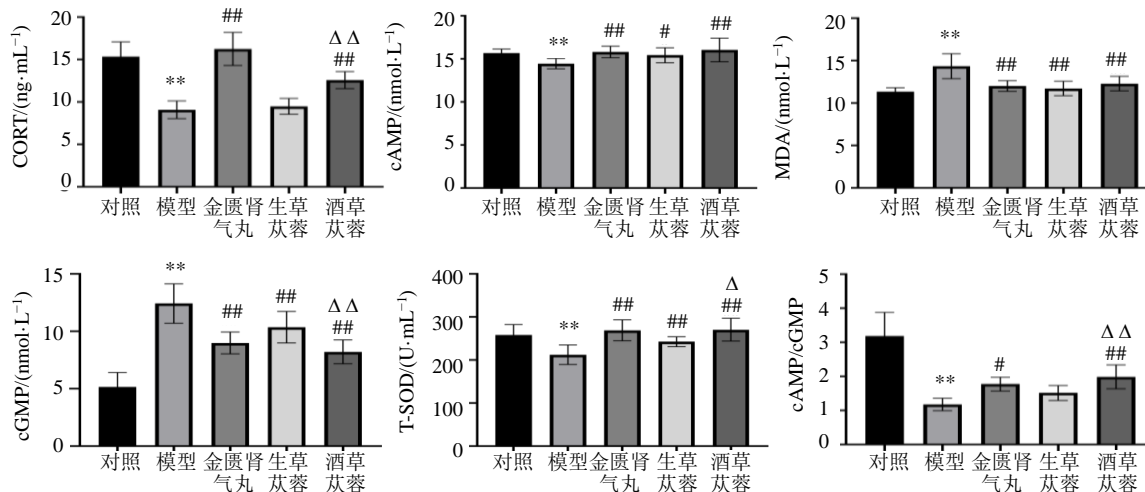 CORT/(ng·mL⁻¹)
20
15
10
5
0
**
##
Δ Δ
##
对照
模型
金匮肾
气丸
生草
苁蓉
酒草
苁蓉
cAMP/(nmol·L⁻¹)
20
15
10
5
0
**
##
#
##
对照
模型
金匮肾
气丸
生草
苁蓉
酒草
苁蓉
MDA/(nmol·L⁻¹)
20
15
10
5
0
**
##
##
##
对照
模型
金匮肾
气丸
生草
苁蓉
酒草
苁蓉
cGMP/(nmol·L⁻¹)
15
10
5
0
**
##
##
Δ Δ
##
对照
模型
金匮肾
气丸
生草
苁蓉
酒草
苁蓉
T-SOD/(U·mL⁻¹)
400
300
200
100
0
**
##
##
Δ
##
对照
模型
金匮肾
气丸
生草
苁蓉
酒草
苁蓉
cAMP/cGMP
5
4
3
2
1
0
**
#
Δ Δ
##
对照
模型
金匮肾
气丸
生草
苁蓉
酒草
苁蓉